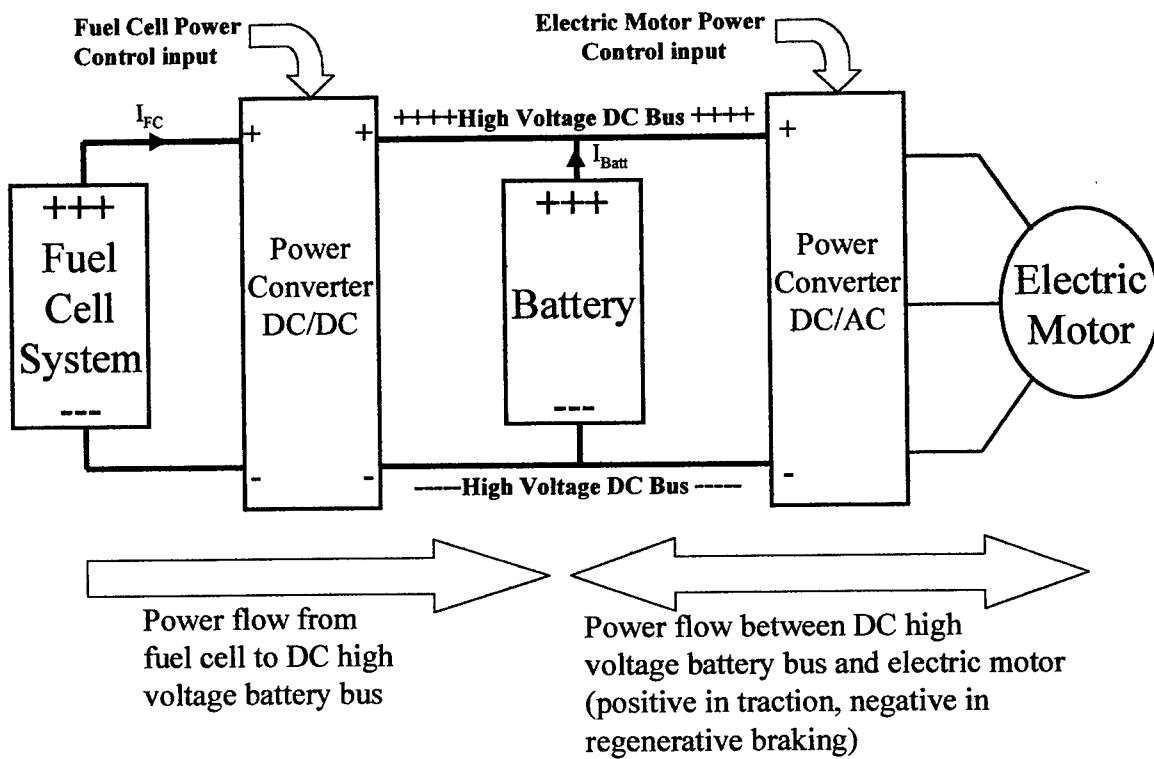 Fuel Cell Power
Control input
Electric Motor Power
Control input
I_FC
+ +
++++High Voltage DC Bus ++++
+
I_Batt
+++
Fuel
Cell
System
---
Power
Converter
DC/DC
+++
Battery
---
Power
Converter
DC/AC
Electric
Motor
- -
-----High Voltage DC Bus -----
-
Power flow from
fuel cell to DC high
voltage battery bus
Power flow between DC high
voltage battery bus and electric motor
(positive in traction, negative in
regenerative braking)